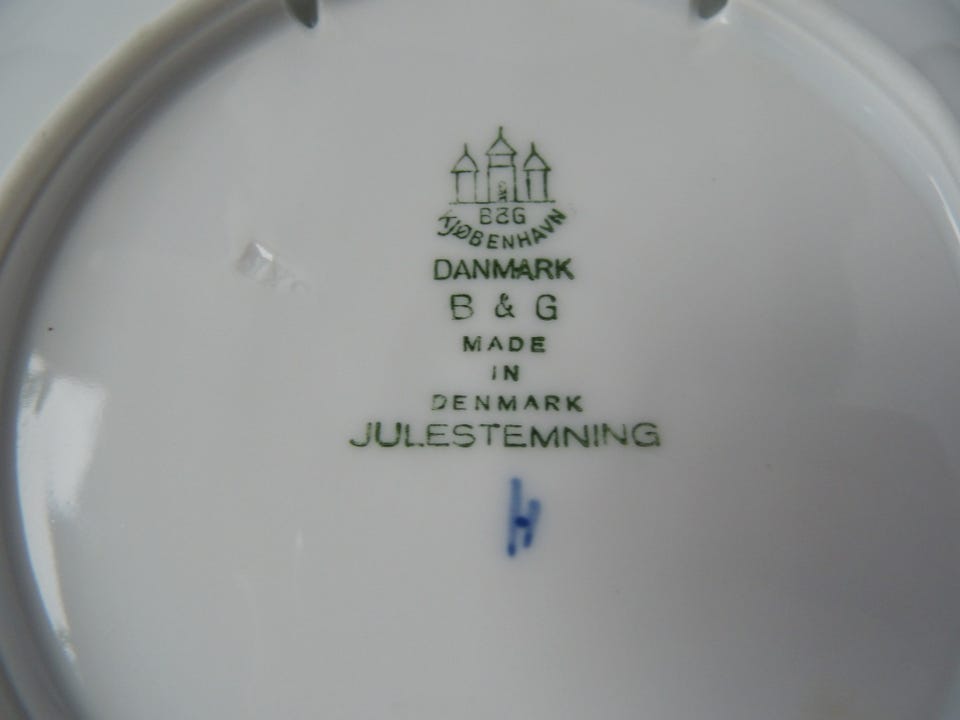 B&G
KJØBENHAVN
DANMARK
B & G
MADE
IN
DENMARK
JULESTEMNING